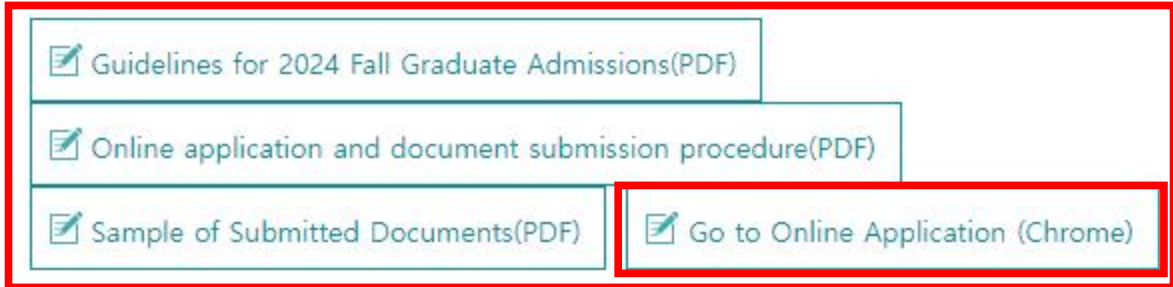 Guidelines for 2024 Fall Graduate Admissions(PDF)
Online application and document submission procedure(PDF)
Sample of Submitted Documents(PDF)
Go to Online Application (Chrome)